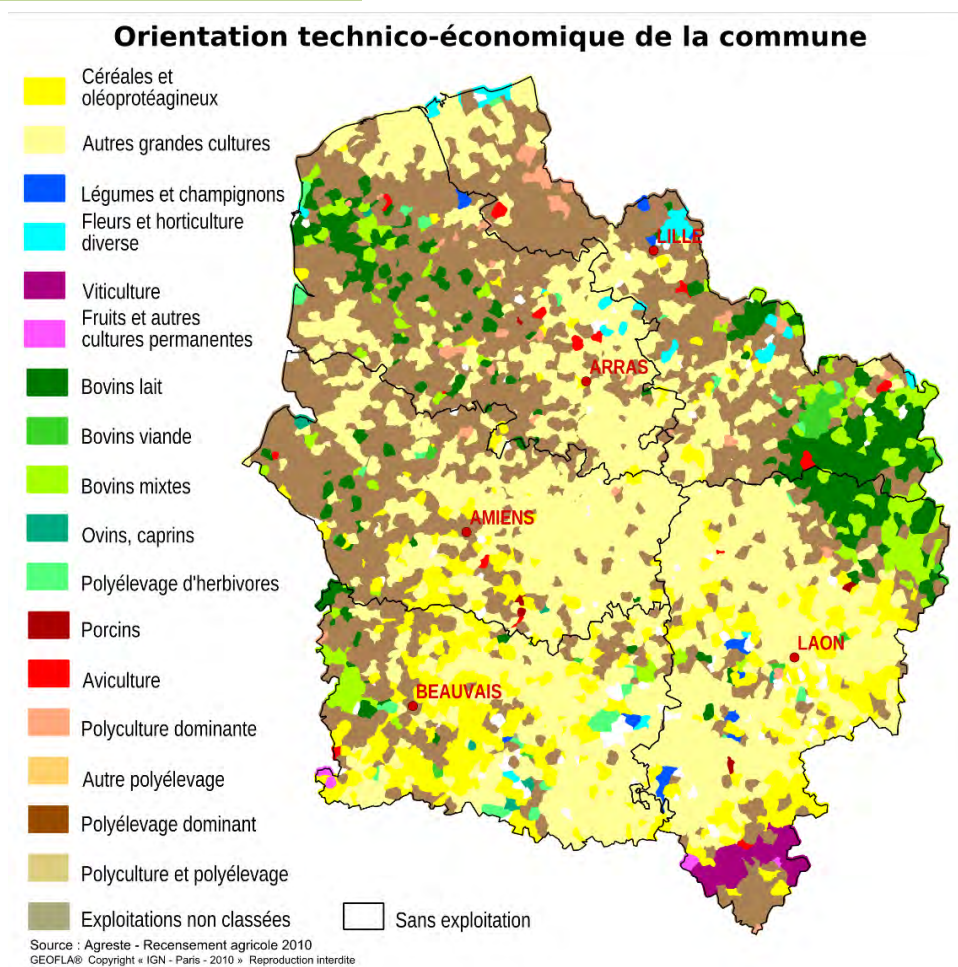 Orientation technico-économique de la commune
Céréales et
oléoprotéagineux
Autres grandes cultures
Légumes et champignons
Fleurs et horticulture
diverse
Viticulture
Fruits et autres
cultures permanentes
Bovins lait
Bovins viande
Bovins mixtes
Ovins, caprins
Polyélevage d'herbivores
Porcins
Aviculture
Polyculture dominante
Autre polyélevage
Polyélevage dominant
Polyculture et polyélevage
Exploitations non classées
Sans exploitation
LILLE
ARRAS
AMIENS
LAON
BEAUVAIS
Source : Agreste - Recensement agricole 2010
GEOFLA® Copyright « IGN - Paris - 2010 » Reproduction interdite